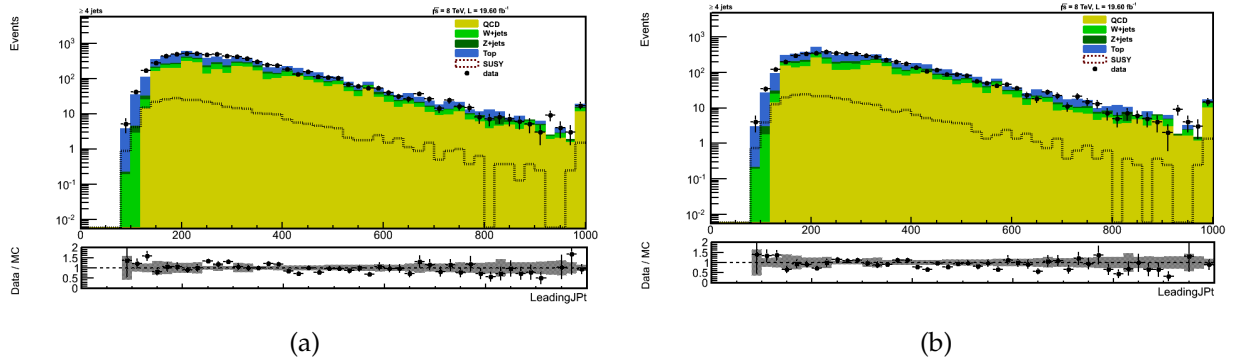 ≥ 4 jets
√s = 8 TeV, L = 19.60 fb⁻¹
Events
QCD
W+jets
Z+jets
Top
SUSY
data
10³
10²
10
1
10⁻¹
10⁻²
0 200 400 600 800 1000
Data / MC
2
1.5
1
0.5
0
LeadingJPt
(a)
≥ 4 jets
√s = 8 TeV, L = 19.60 fb⁻¹
Events
QCD
W+jets
Z+jets
Top
SUSY
data
10³
10²
10
1
10⁻¹
10⁻²
0 200 400 600 800 1000
Data / MC
2
1.5
1
0.5
0
LeadingJPt
(b)